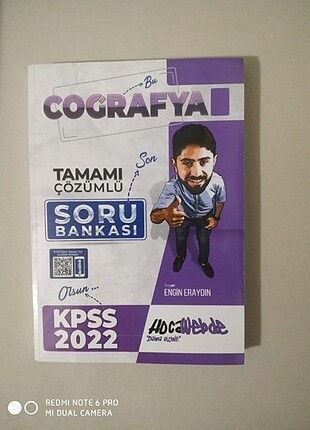 Bu
COĞRAFYA
TAMAMI
ÇÖZÜMLÜ
Son
SORU
BANKASI
Olsun...
KPSS
2022
ENGİN ERAYDIN
HOCAWebde
REDMI NOTE 6 PRO
MI DUAL CAMERA